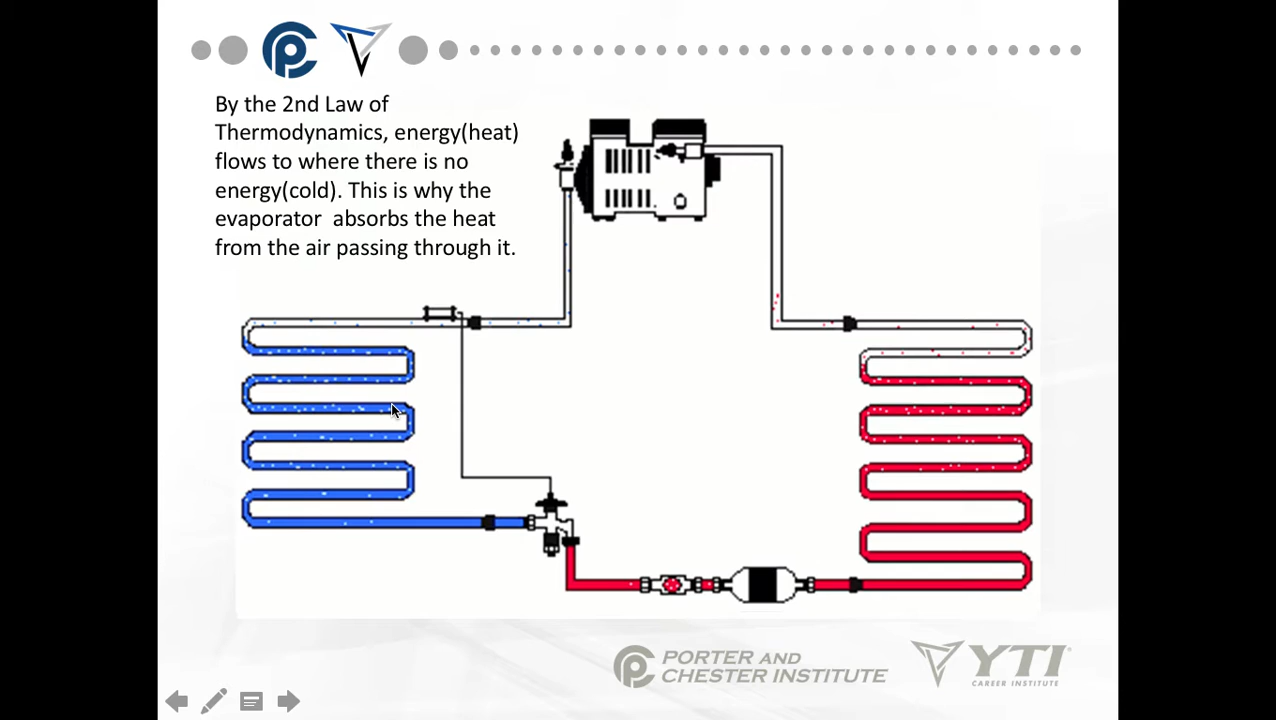 By the 2nd Law of
Thermodynamics, energy(heat)
flows to where there is no
energy(cold). This is why the
evaporator  absorbs the heat
from the air passing through it.
PORTER AND
CHESTER INSTITUTE
YTI
CAREER INSTITUTE